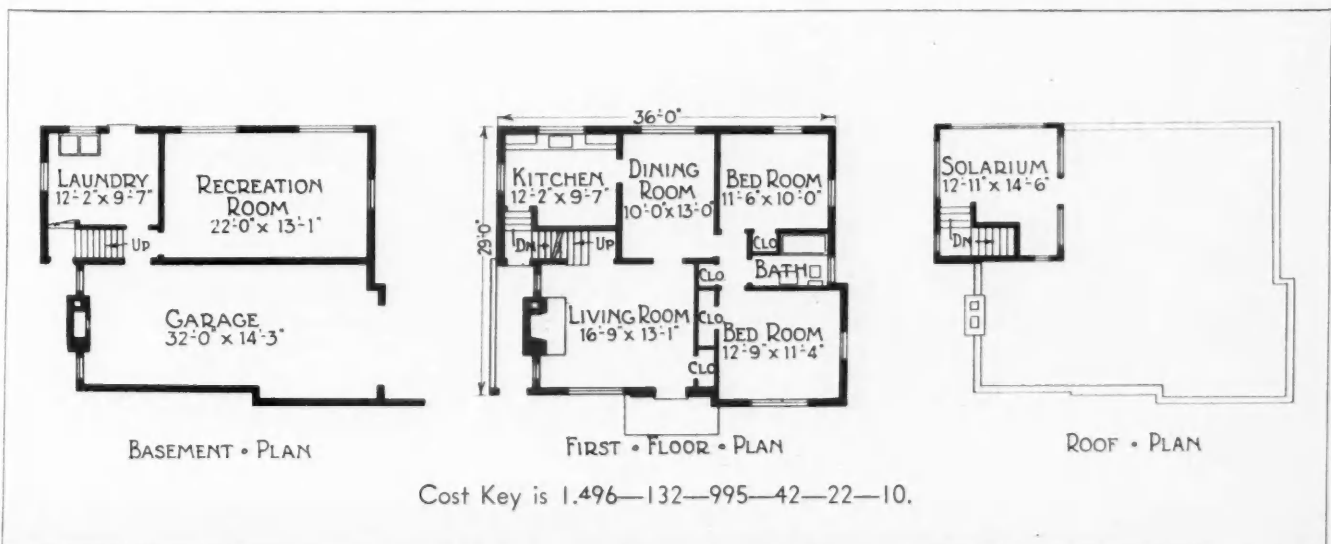 LAUNDRY
12'-2" x 9'-7"
UP
RECREATION
ROOM
22'-0" x 13'-1"
GARAGE
32'-0" x 14'-3"
BASEMENT • PLAN
36'-0"
29'-0"
KITCHEN
12'-2" x 9'-7"
DINING
ROOM
10'-0" x 13'-0"
BED ROOM
11'-6" x 10'-0"
DN
UP
CLO
BATH
CLO
LIVING ROOM
16'-9" x 13'-1"
CLO
BED ROOM
12'-9" x 11'-4"
CLO
FIRST • FLOOR • PLAN
SOLARIUM
12'-11" x 14'-6"
DN
ROOF • PLAN
Cost Key is 1.496—132—995—42—22—10.